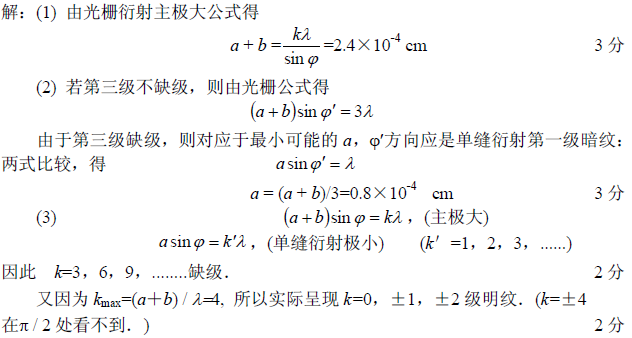 解：(1) 由光栅衍射主极大公式得
a + b = kλ / sin φ = 2.4×10⁻⁴ cm 3 分
(2) 若第三级不缺级，则由光栅公式得
(a + b)sin φ′ = 3λ
由于第三级缺级，则对应于最小可能的 a，φ′方向应是单缝衍射第一级暗纹：
两式比较，得 a sin φ′ = λ
a = (a + b)/3=0.8×10⁻⁴ cm 3 分
(3) (a + b)sin φ = kλ，(主极大)
a sin φ = k′λ，(单缝衍射极小) (k′ =1，2，3，......)
因此 k=3，6，9，........缺级． 2 分
又因为 kmax=(a＋b) / λ=4, 所以实际呈现 k=0，±1，±2 级明纹．(k=±4
在π / 2 处看不到．) 2 分